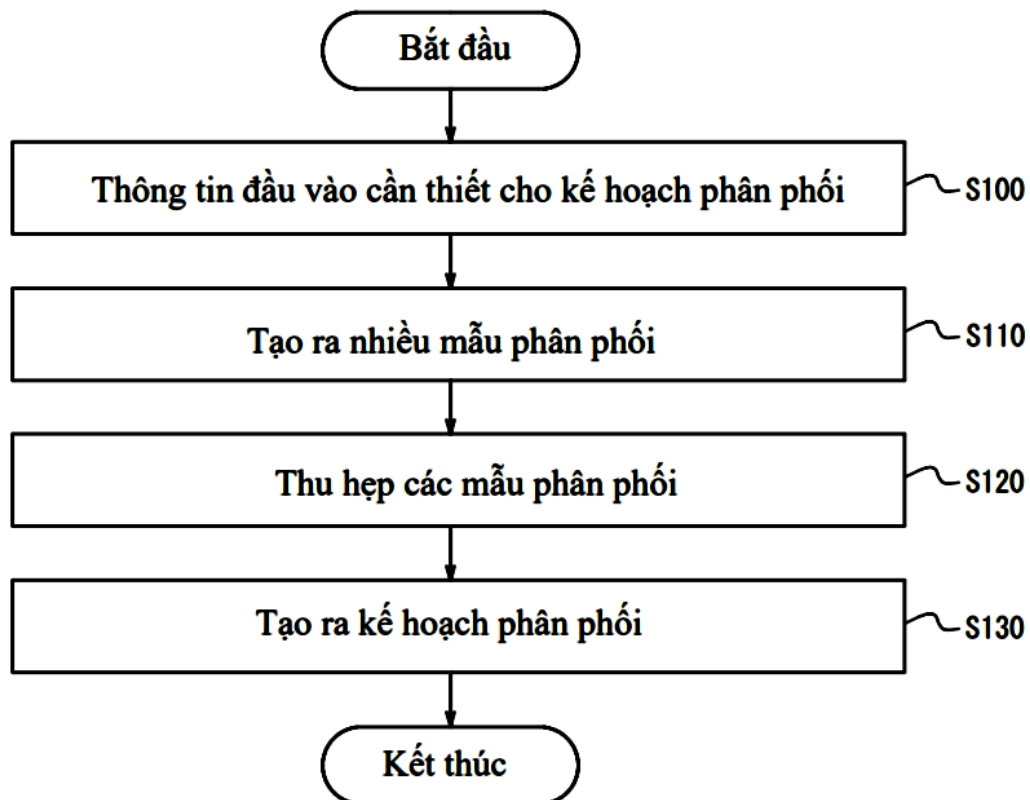 Bắt đầu
Thông tin đầu vào cần thiết cho kế hoạch phân phối
S100
Tạo ra nhiều mẫu phân phối
S110
Thu hẹp các mẫu phân phối
S120
Tạo ra kế hoạch phân phối
S130
Kết thúc